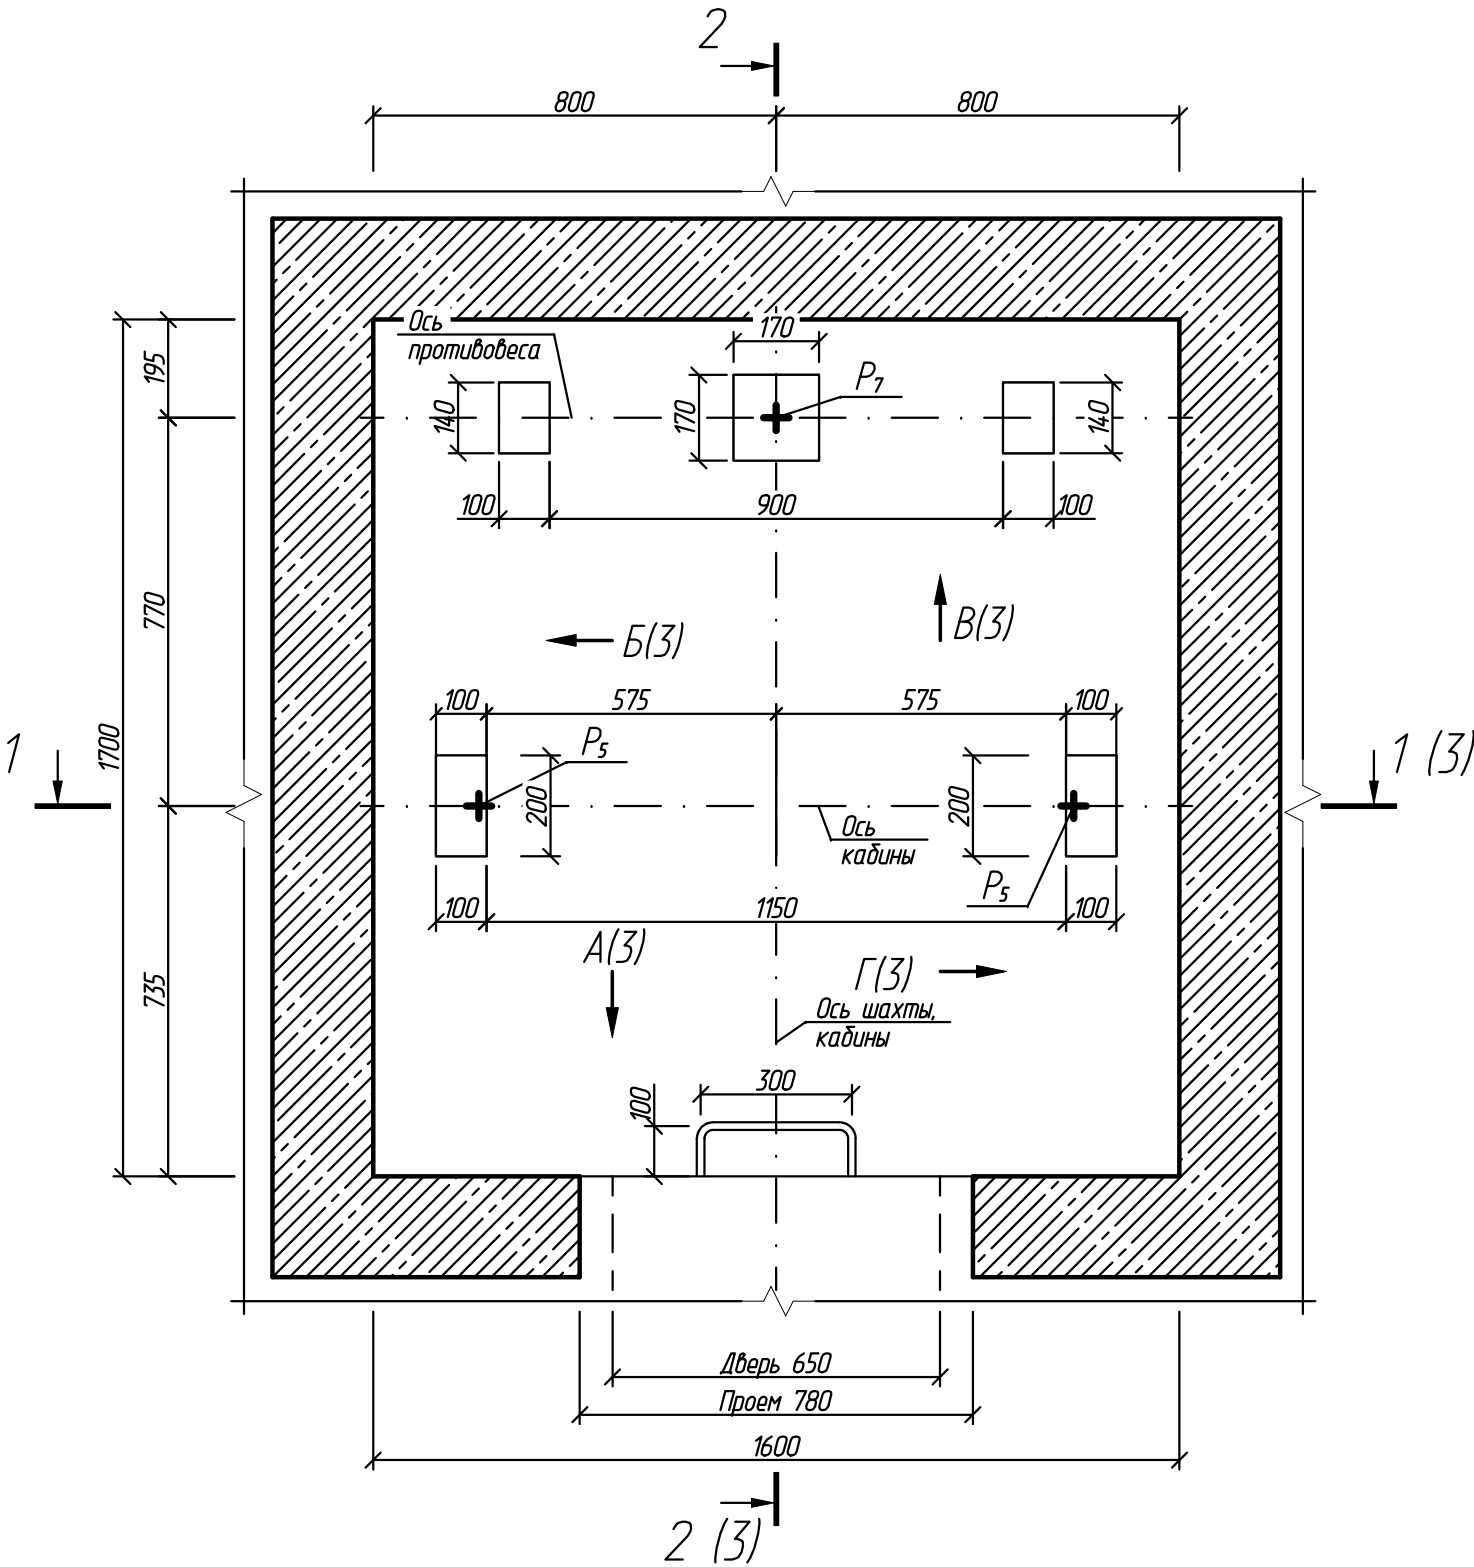 2
800 800
195
Ось
противовеса
170
140
170
P7
140
100 900 100
770
Б(3)
В(3)
100 575 575 100
1700
1
P5
200
200
1 (3)
Ось
кабины
P5
100 1150 100
А(3)
Г(3)
735
Ось шахты,
кабины
300
100
Дверь 650
Проем 780
1600
2 (3)